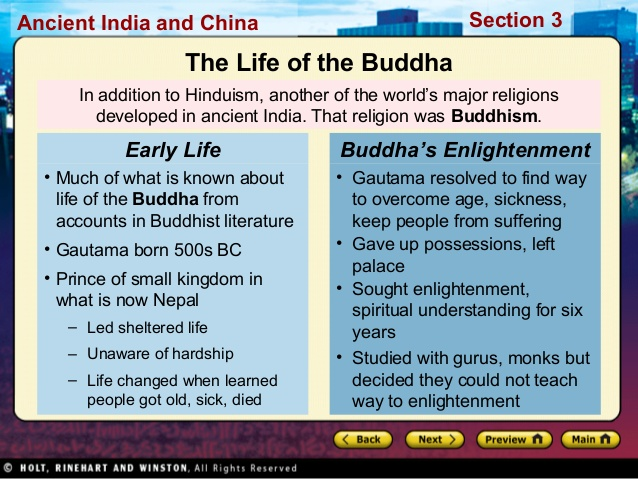 Ancient India and China
Section 3
The Life of the Buddha
In addition to Hinduism, another of the world's major religions
developed in ancient India. That religion was Buddhism.
Early Life
• Much of what is known about
life of the Buddha from
accounts in Buddhist literature
• Gautama born 500s BC
• Prince of small kingdom in
what is now Nepal
– Led sheltered life
– Unaware of hardship
– Life changed when learned
people got old, sick, died
Buddha's Enlightenment
• Gautama resolved to find way
to overcome age, sickness,
keep people from suffering
• Gave up possessions, left
palace
• Sought enlightenment,
spiritual understanding for six
years
• Studied with gurus, monks but
decided they could not teach
way to enlightenment
Back
Next
Preview
Main
© HOLT, RINEHART AND WINSTON, All Rights Reserved